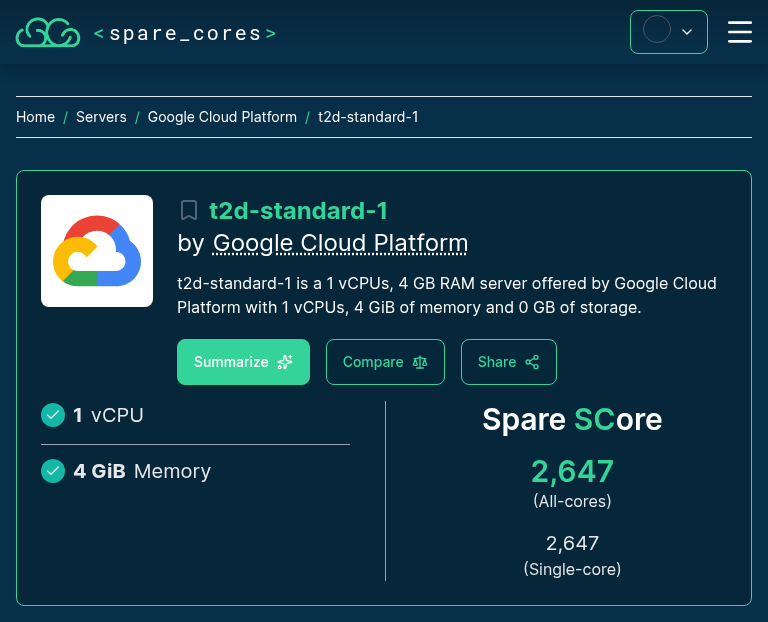 <spare_cores>
Home / Servers / Google Cloud Platform / t2d-standard-1
t2d-standard-1
by Google Cloud Platform
t2d-standard-1 is a 1 vCPUs, 4 GB RAM server offered by Google Cloud
Platform with 1 vCPUs, 4 GiB of memory and 0 GB of storage.
Summarize
Compare
Share
1 vCPU
4 GiB Memory
Spare SCore
2,647
(All-cores)
2,647
(Single-core)